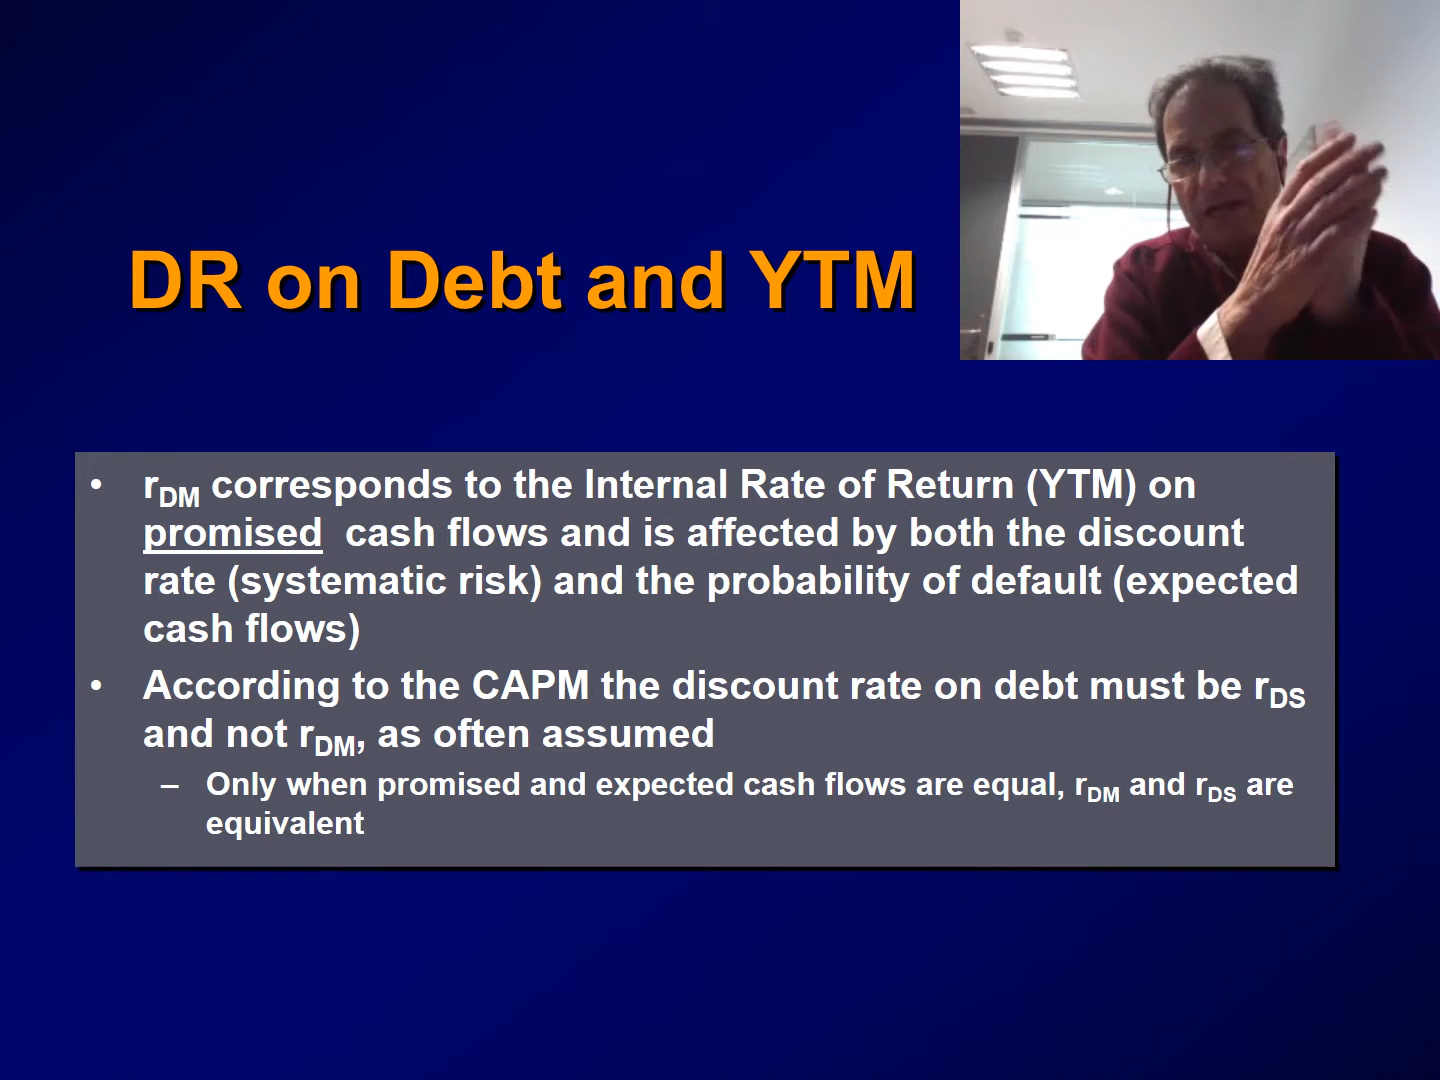 DR on Debt and YTM
• rDM corresponds to the Internal Rate of Return (YTM) on
promised cash flows and is affected by both the discount
rate (systematic risk) and the probability of default (expected
cash flows)
• According to the CAPM the discount rate on debt must be rDS
and not rDM, as often assumed
– Only when promised and expected cash flows are equal, rDM and rDS are
equivalent